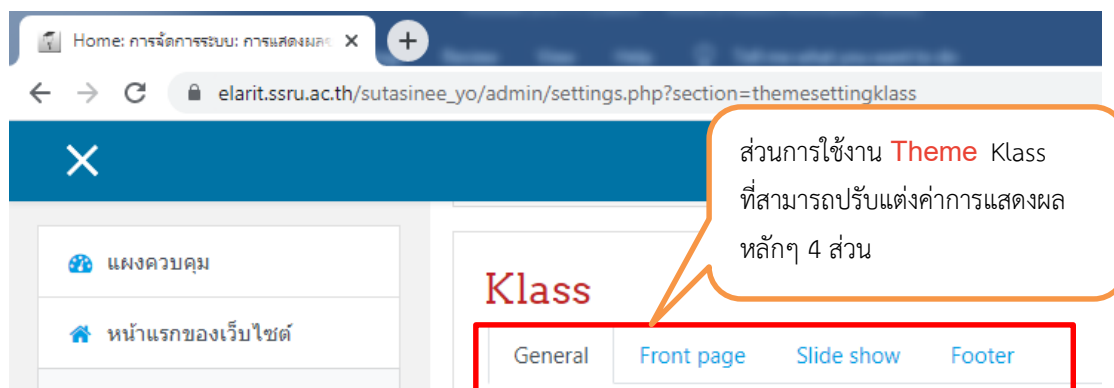 Home: การจัดการระบบ: การแสดงผล
elarit.ssru.ac.th/sutasinee_yo/admin/settings.php?section=themesettingklass
ส่วนการใช้งาน Theme Klass
ที่สามารถปรับแต่งค่าการแสดงผล
หลักๆ 4 ส่วน
แผงควบคุม
หน้าแรกของเว็บไซต์
Klass
General Front page Slide show Footer